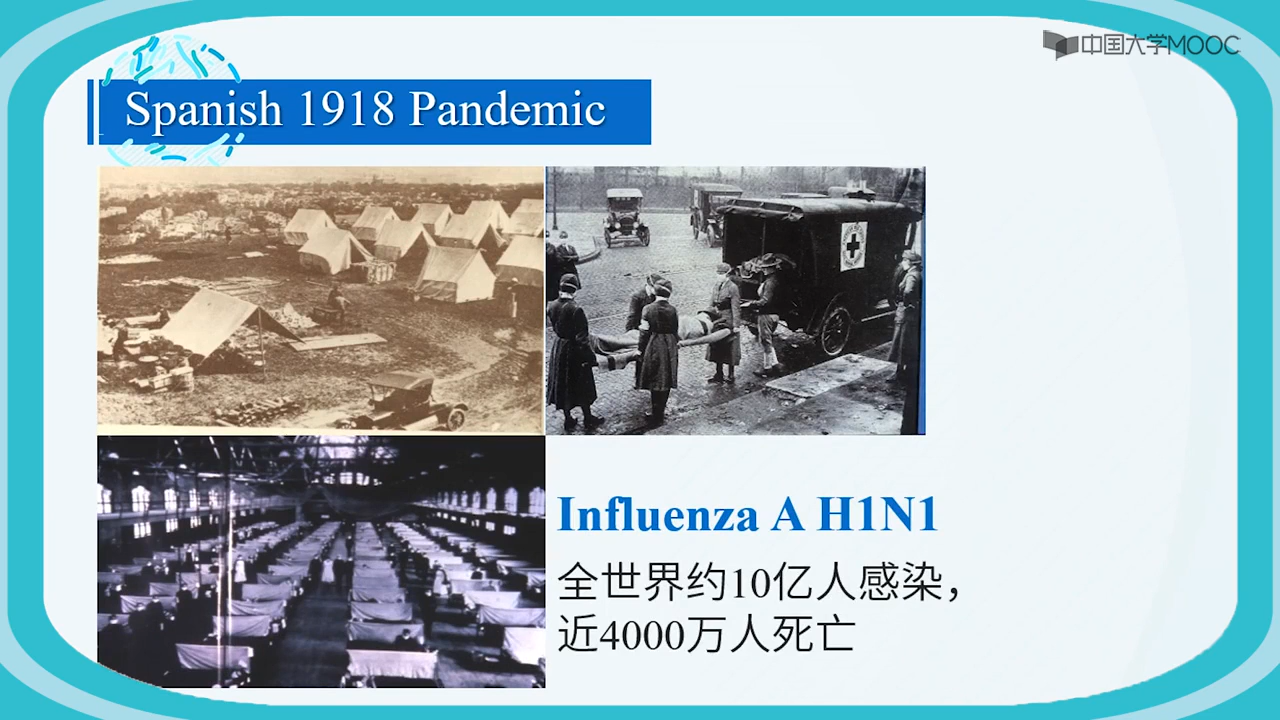 中国大学MOOC
Spanish 1918 Pandemic
Influenza A H1N1
全世界约10亿人感染，
近4000万人死亡